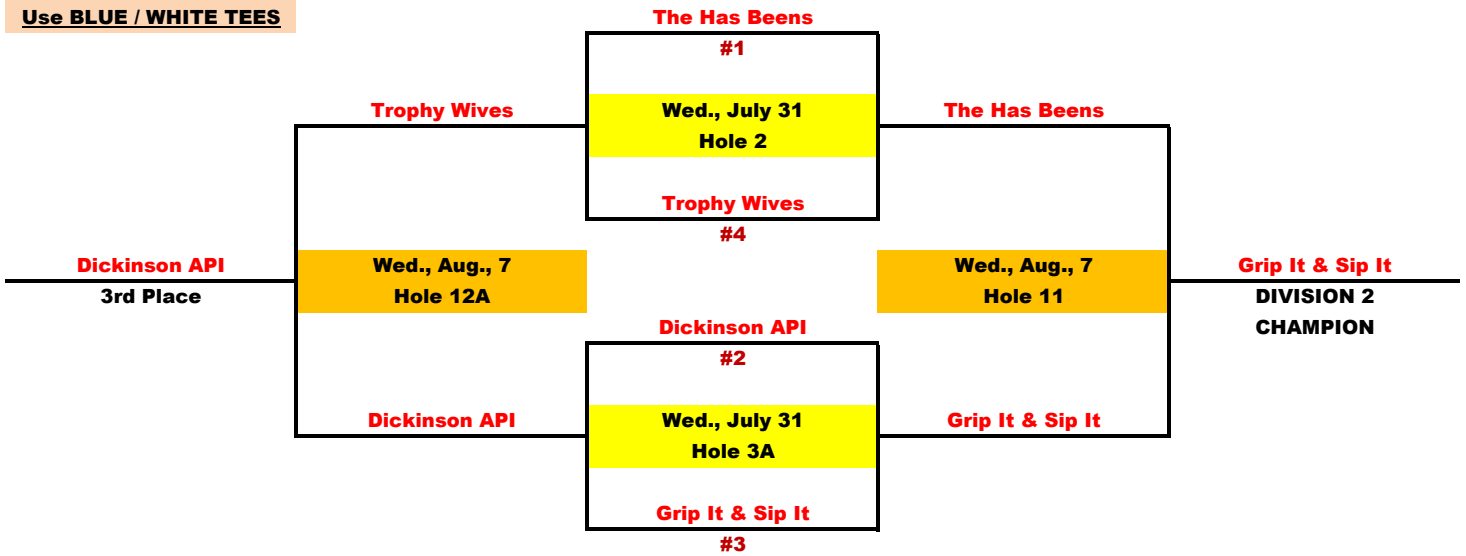 Use BLUE / WHITE TEES
The Has Beens
#1
Trophy Wives
Wed., July 31
Hole 2
The Has Beens
Trophy Wives
#4
Dickinson API
3rd Place
Wed., Aug., 7
Hole 12A
Wed., Aug., 7
Hole 11
Grip It & Sip It
DIVISION 2
CHAMPION
Dickinson API
#2
Dickinson API
Wed., July 31
Hole 3A
Grip It & Sip It
Grip It & Sip It
#3